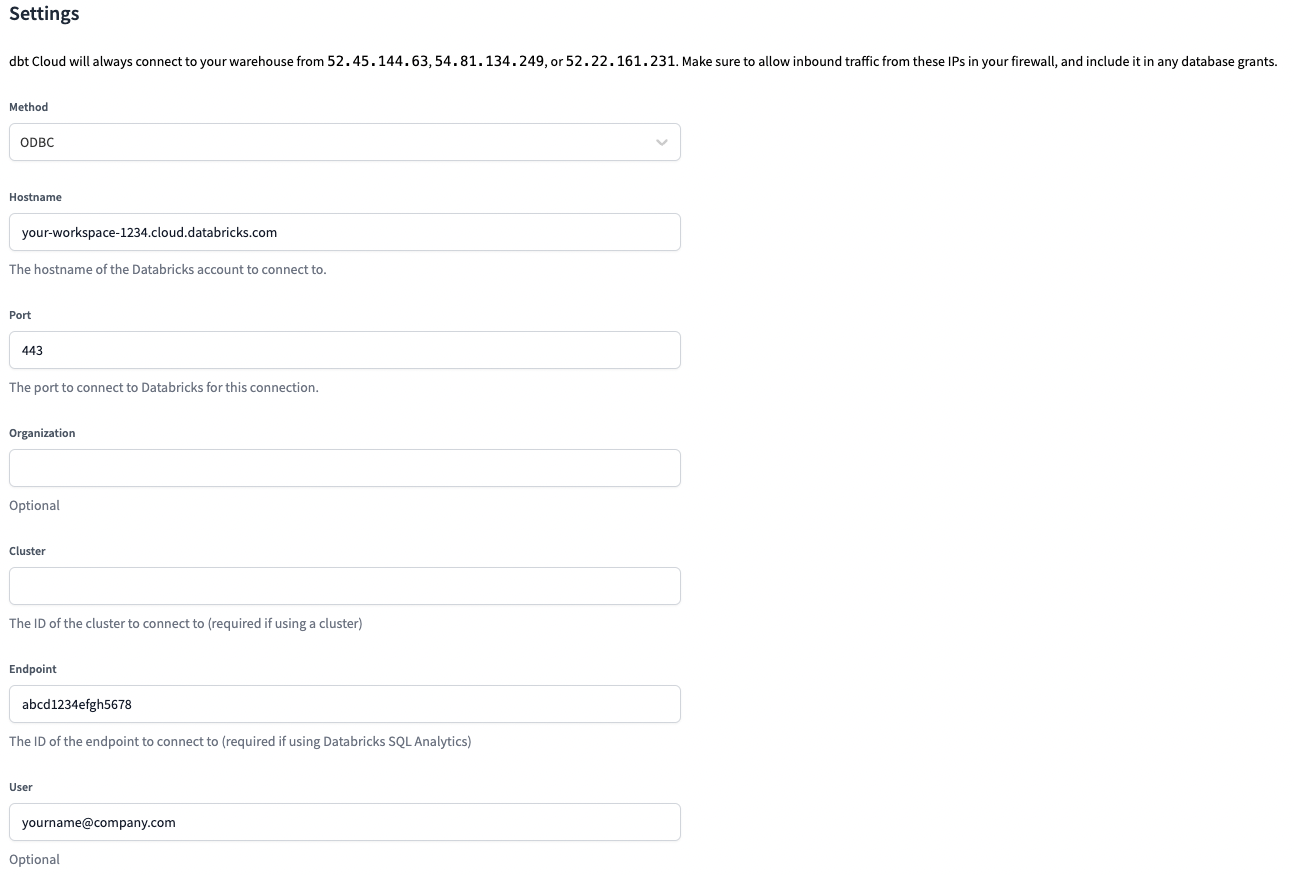 Settings
dbt Cloud will always connect to your warehouse from 52.45.144.63, 54.81.134.249, or 52.22.161.231. Make sure to allow inbound traffic from these IPs in your firewall, and include it in any database grants.
Method
ODBC
Hostname
your-workspace-1234.cloud.databricks.com
The hostname of the Databricks account to connect to.
Port
443
The port to connect to Databricks for this connection.
Organization
Optional
Cluster
The ID of the cluster to connect to (required if using a cluster)
Endpoint
abcd1234efgh5678
The ID of the endpoint to connect to (required if using Databricks SQL Analytics)
User
yourname@company.com
Optional